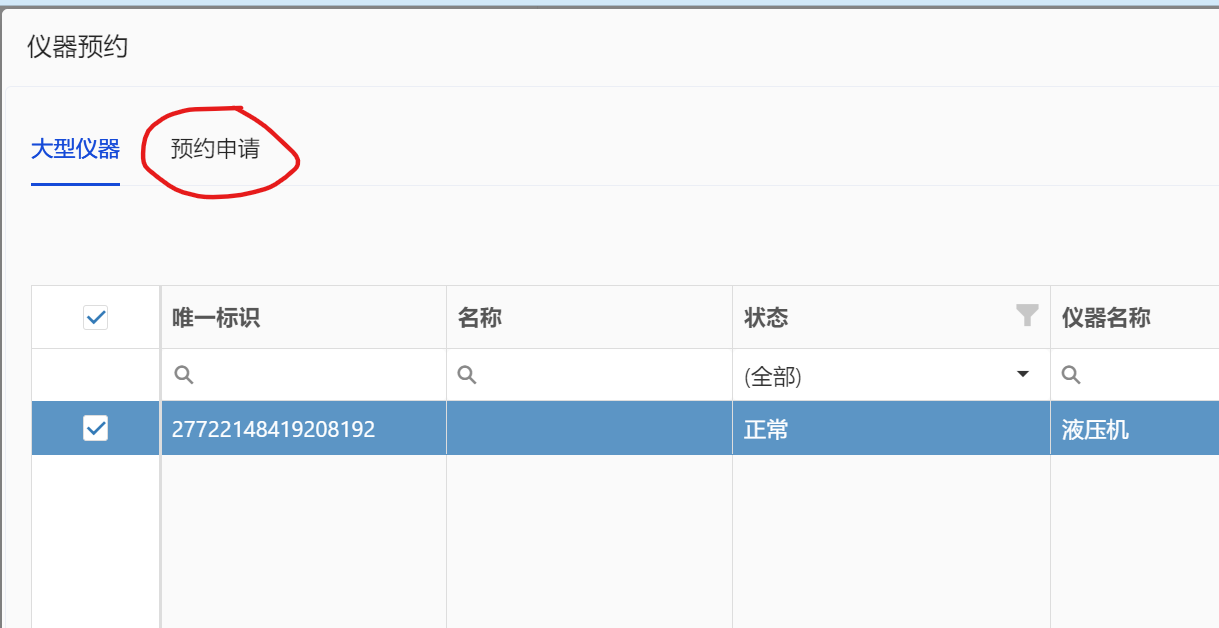 仪器预约
大型仪器 预约申请
唯一标识 名称 状态 仪器名称
(全部)
27722148419208192 正常 液压机